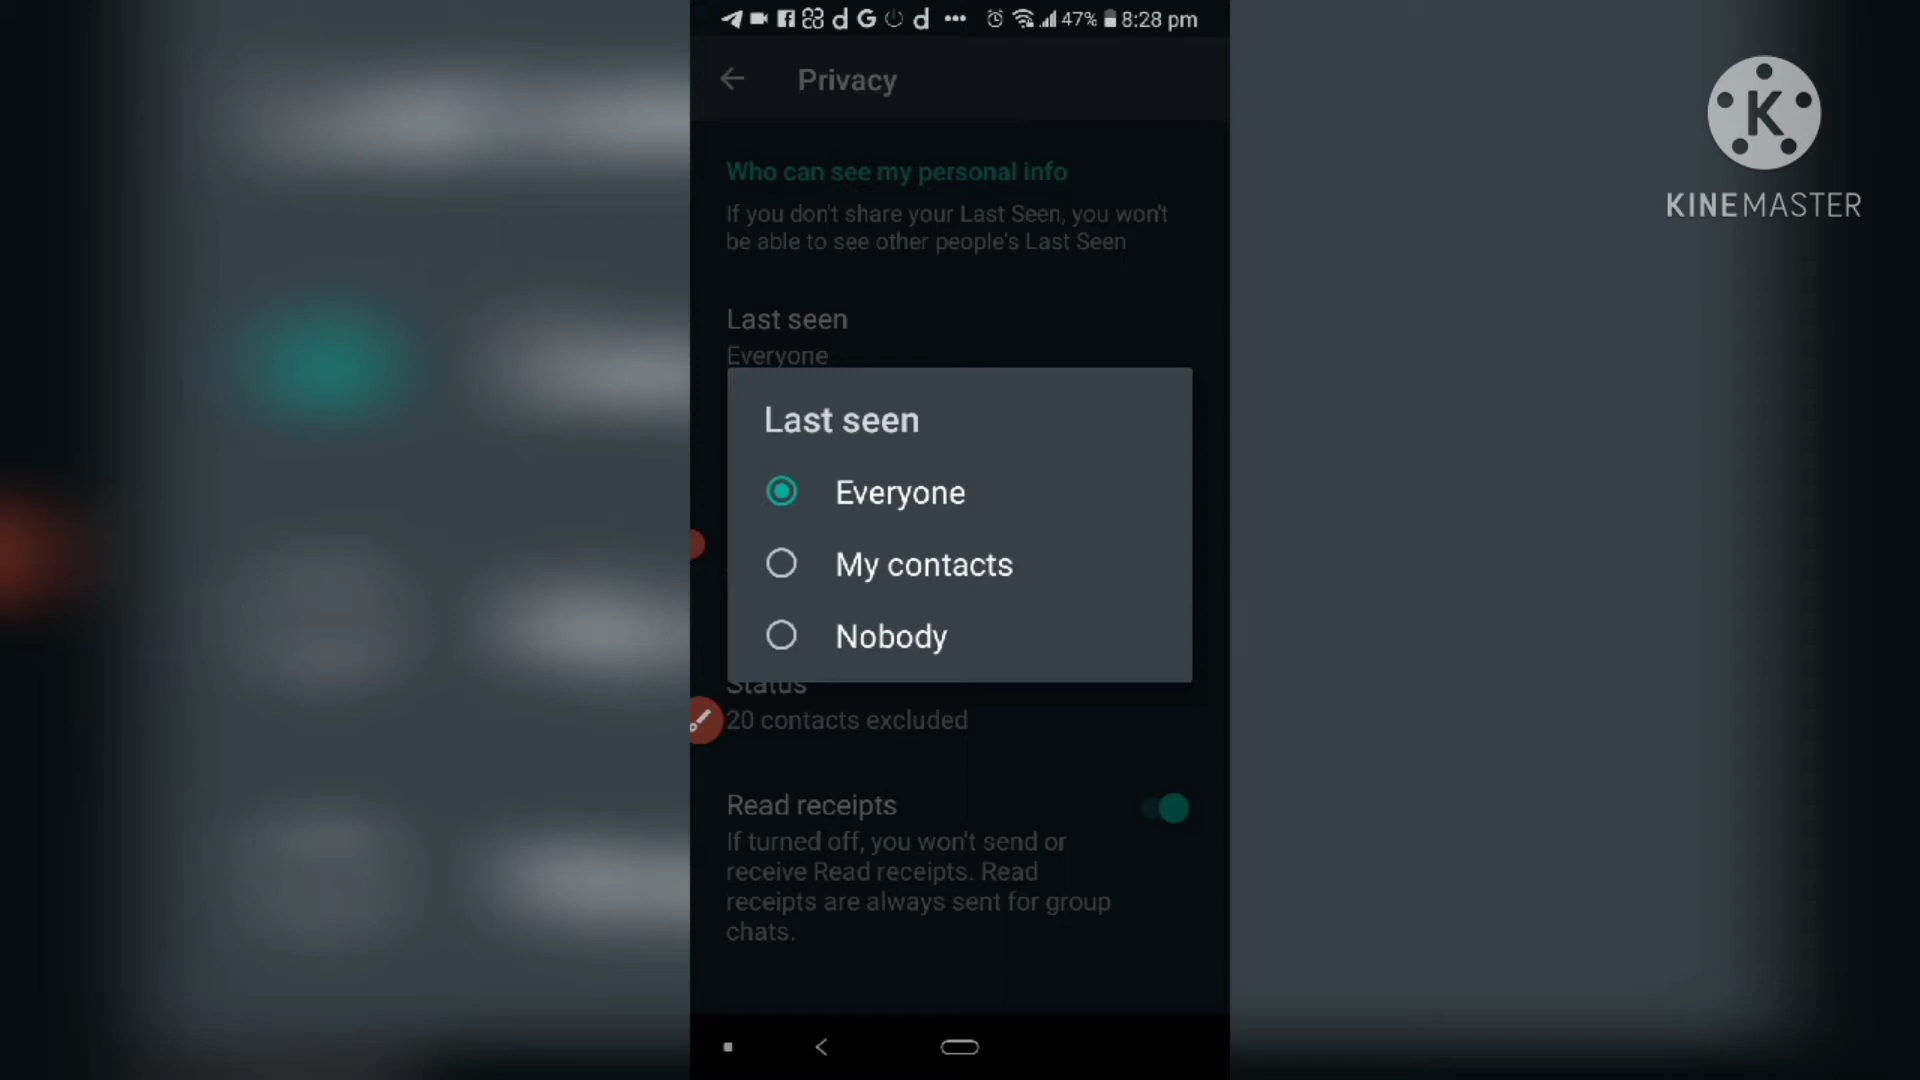 47% 8:28 pm
Privacy
K
KINEMASTER
Who can see my personal info
If you don't share your Last Seen, you won't
be able to see other people's Last Seen
Last seen
Everyone
Last seen
Everyone
My contacts
Nobody
Status
20 contacts excluded
Read receipts
If turned off, you won't send or
receive Read receipts. Read
receipts are always sent for group
chats.